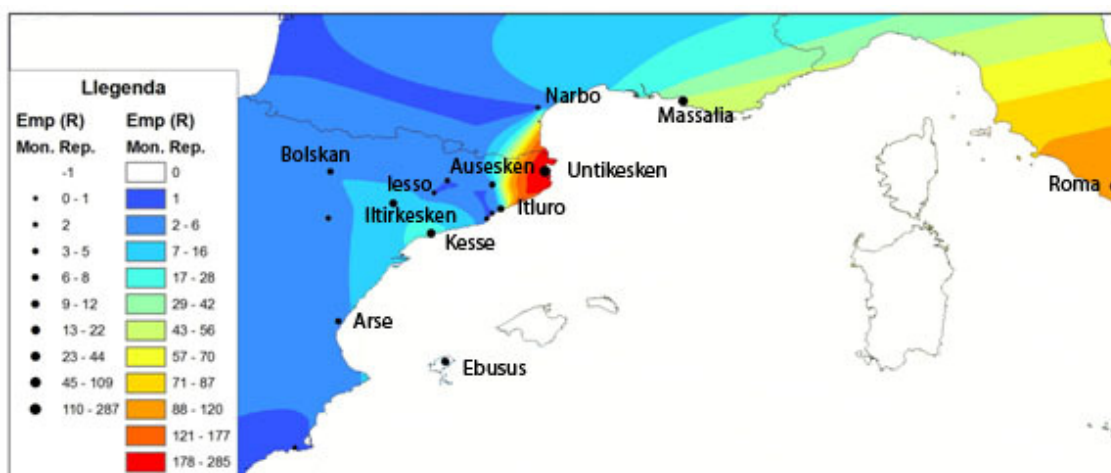 Llegenda
Emp (R) Emp (R)
Mon. Rep. Mon. Rep.
-1 0
0 - 1 1
2 2 - 6
3 - 5 7 - 16
6 - 8 17 - 28
9 - 12 29 - 42
13 - 22 43 - 56
23 - 44 57 - 70
45 - 109 71 - 87
110 - 287 88 - 120
121 - 177
178 - 285
Narbo
Massalia
Bolskan
Ausesken
Untikesken
Iesso
Roma
Iltirkesken
Itluro
Kesse
Arse
Ebusus